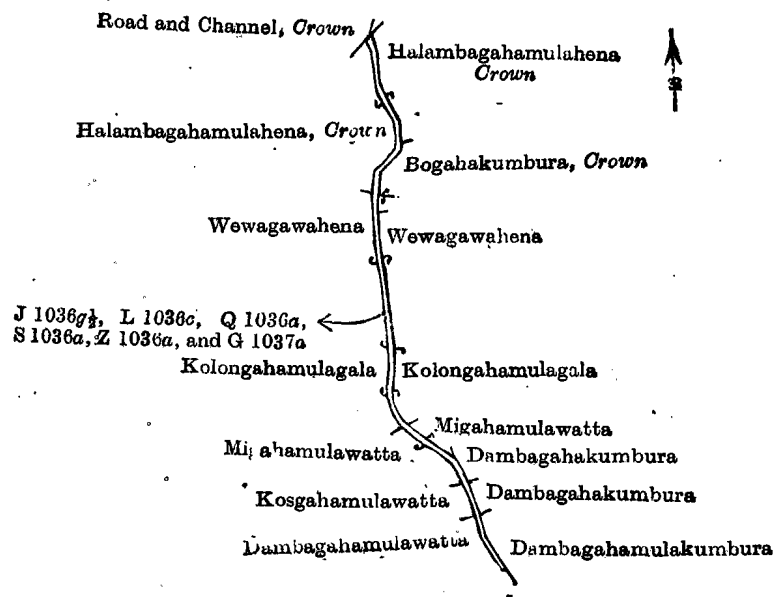 Road and Channel, Crown
Halambagahamulahena
Crown
Halambagahamulahena, Crown
Bogahakumbura, Crown
Wewagawahena
Wewagawahena
J 1036g½, L 1036c, Q 1036a,
S 1036a, Z 1036a, and G 1037a
Kolongahamulagala
Kolongahamulagala
Migahamulawatta
Migahamulawatta
Dambagahakumbura
Kosgahamulawatta
Dambagahakumbura
Dambagahamulawatta
Dambagahamulakumbura